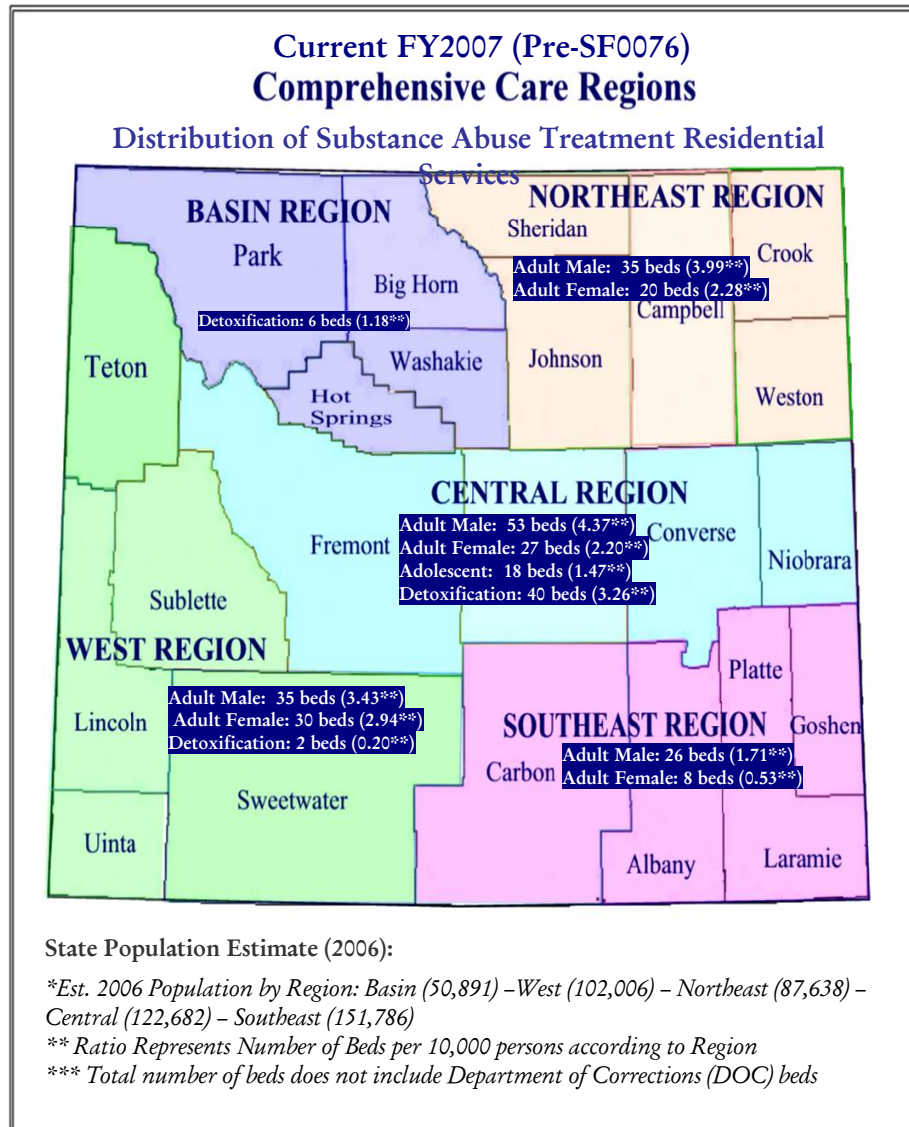 Current FY2007 (Pre-SF0076)
Comprehensive Care Regions
Distribution of Substance Abuse Treatment Residential
Services
BASIN REGION
NORTHEAST REGION
Park
Sheridan
Crook
Big Horn
Adult Male: 35 beds (3.99**)
Adult Female: 20 beds (2.28**)
Campbell
Detoxification: 6 beds (1.18**)
Teton
Washakie
Johnson
Hot
Springs
Weston
CENTRAL REGION
Adult Male: 53 beds (4.37**)
Adult Female: 27 beds (2.20**)
Adolescent: 18 beds (1.47**)
Detoxification: 40 beds (3.26**)
Fremont
Converse
Niobrara
Sublette
WEST REGION
Platte
Adult Male: 35 beds (3.43**)
Adult Female: 30 beds (2.94**)
Detoxification: 2 beds (0.20**)
Lincoln
SOUTHEAST REGION
Goshen
Adult Male: 26 beds (1.71**)
Adult Female: 8 beds (0.53**)
Carbon
Sweetwater
Uinta
Albany
Laramie
State Population Estimate (2006):
*Est. 2006 Population by Region: Basin (50,891) –West (102,006) – Northeast (87,638) –
Central (122,682) – Southeast (151,786)
** Ratio Represents Number of Beds per 10,000 persons according to Region
*** Total number of beds does not include Department of Corrections (DOC) beds